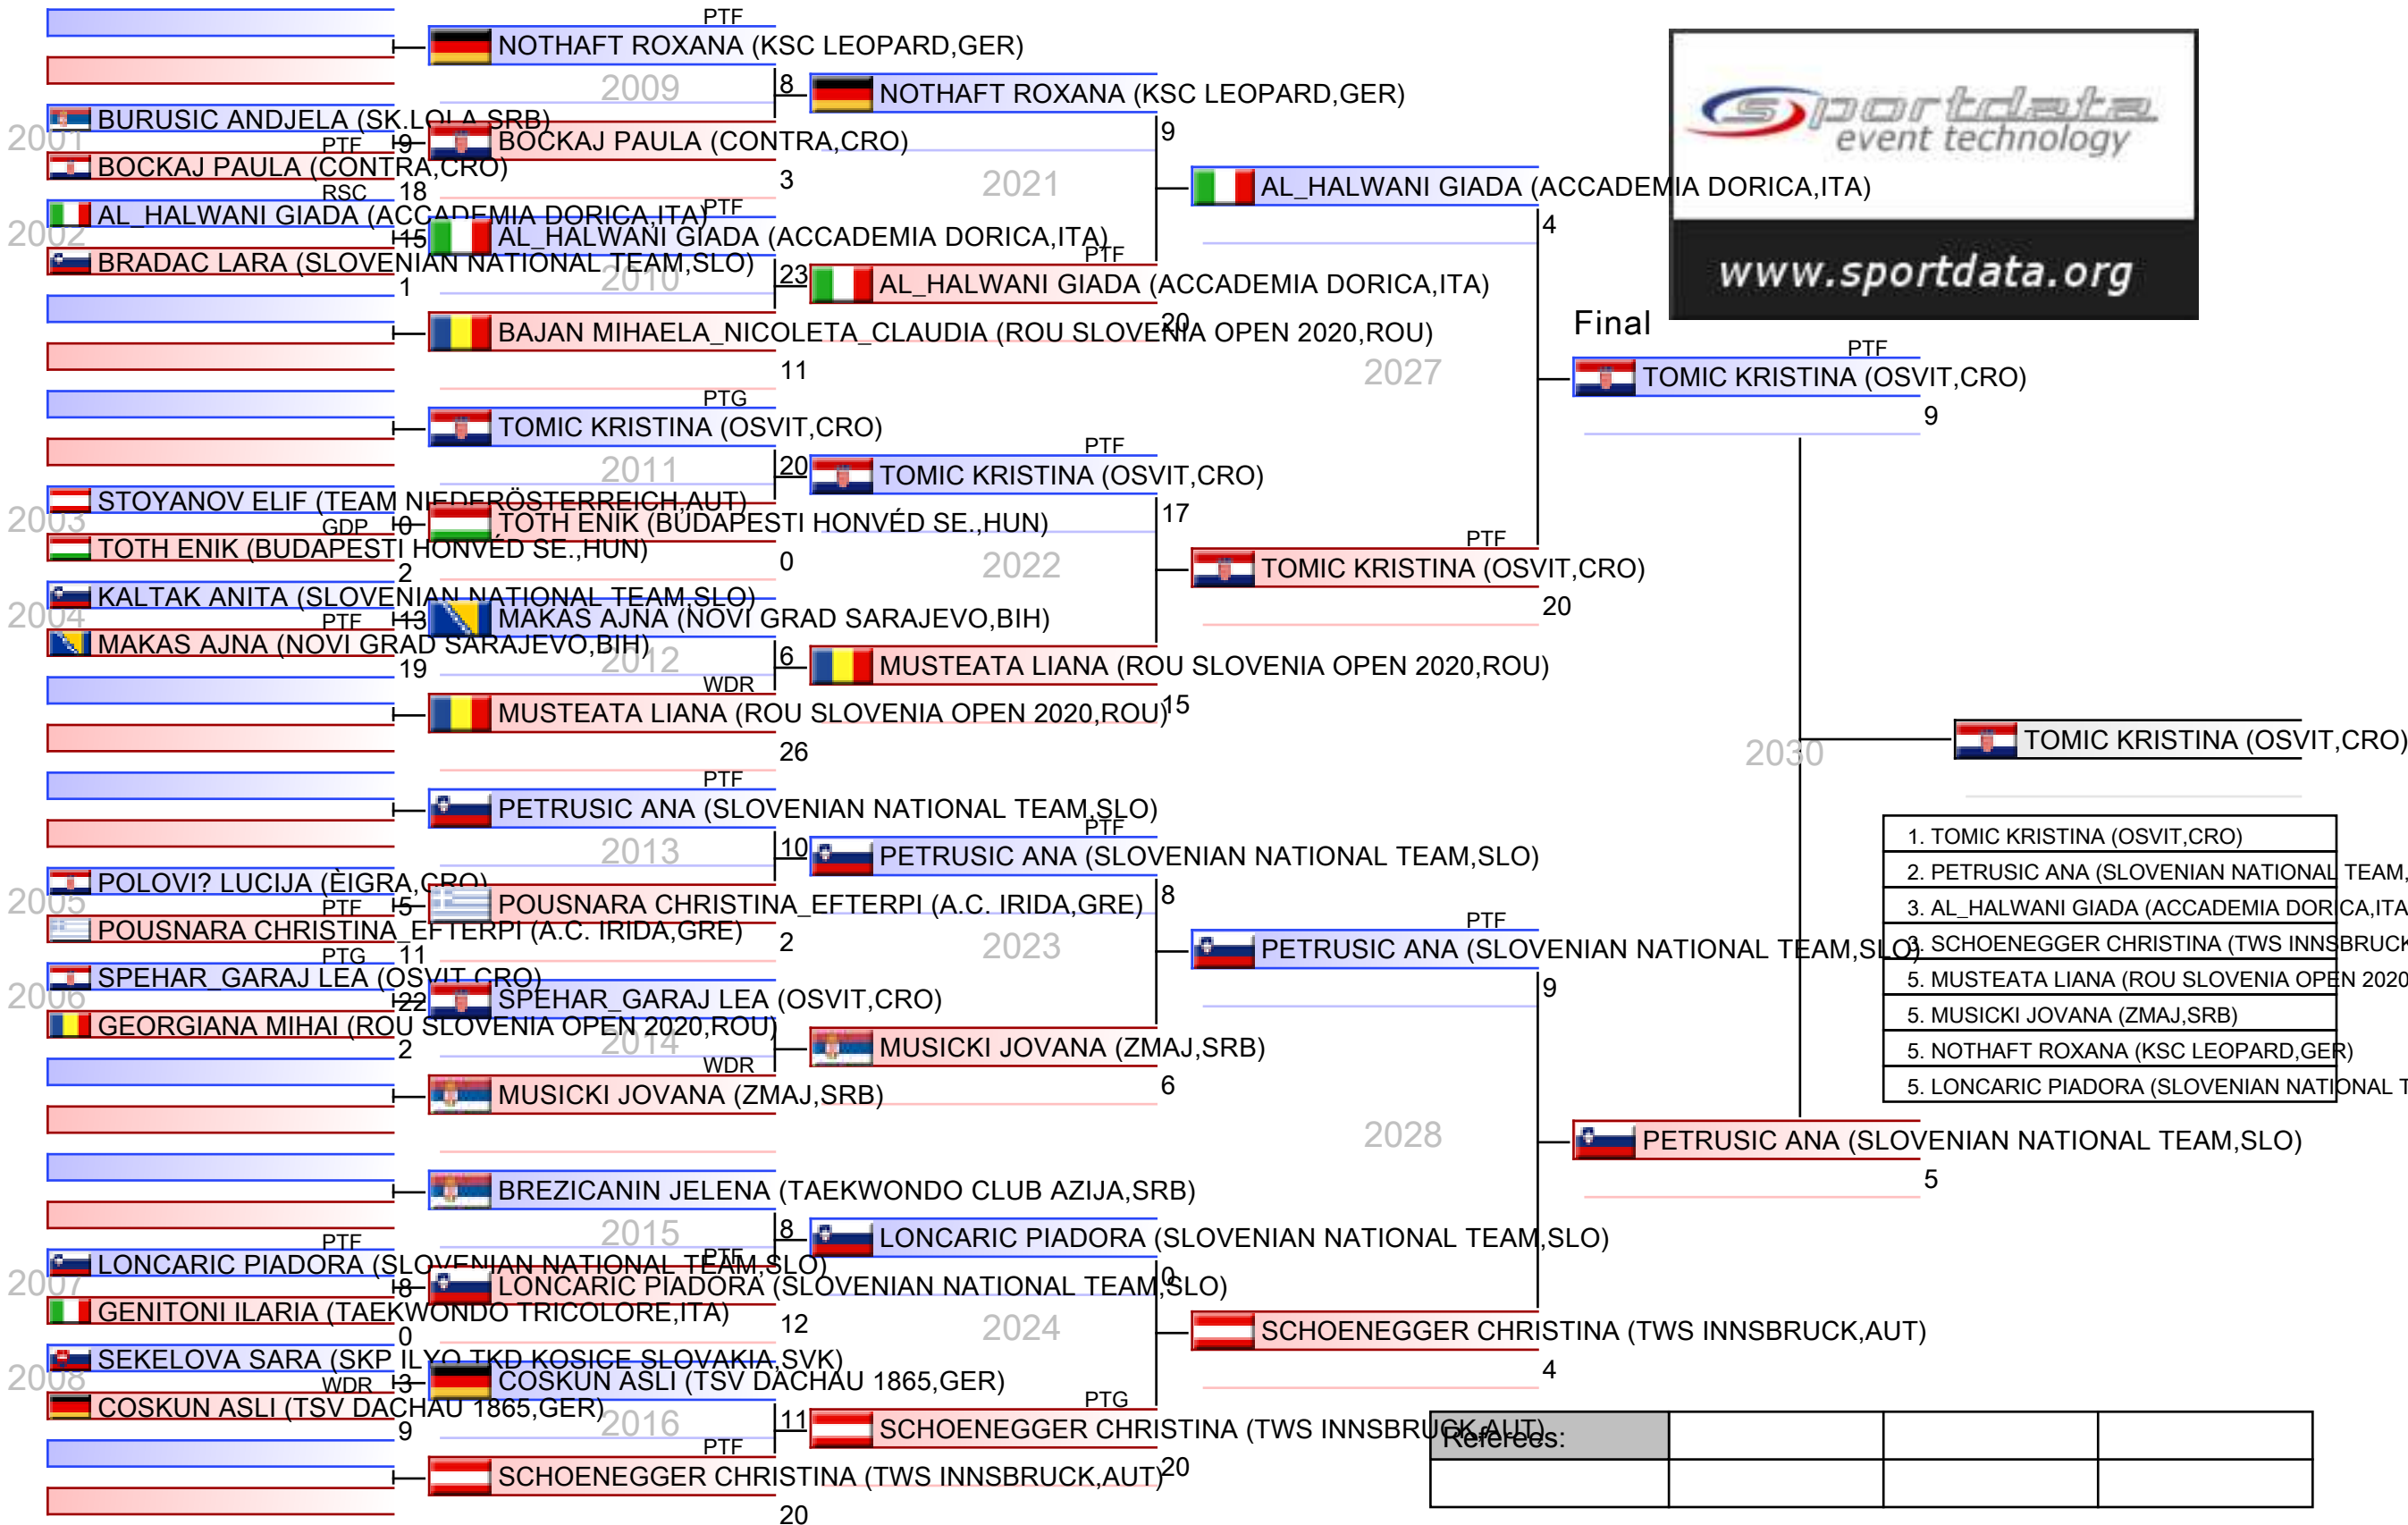 PTF
NOTHAFT ROXANA (KSC LEOPARD,GER)
2009
8
NOTHAFT ROXANA (KSC LEOPARD,GER)
9
BURUSIC ANDJELA (SK.LOLA,SRB)
2001
PTF
9
BOCKAJ PAULA (CONTRA,CRO)
BOCKAJ PAULA (CONTRA,CRO)
18
3
2021
RSC
AL_HALWANI GIADA (ACCADEMIA DORICA,ITA)
2002
15
BRADAC LARA (SLOVENIAN NATIONAL TEAM,SLO)
1
PTF
AL_HALWANI GIADA (ACCADEMIA DORICA,ITA)
2010
23
PTF
AL_HALWANI GIADA (ACCADEMIA DORICA,ITA)
20
AL_HALWANI GIADA (ACCADEMIA DORICA,ITA)
4
BAJAN MIHAELA_NICOLETA_CLAUDIA (ROU SLOVENIA OPEN 2020,ROU)
11
sportdata
event technology
www.sportdata.org
Final
2027
PTF
TOMIC KRISTINA (OSVIT,CRO)
9
PTG
TOMIC KRISTINA (OSVIT,CRO)
2011
20
PTF
TOMIC KRISTINA (OSVIT,CRO)
17
STOYANOV ELIF (TEAM NIEDERÖSTERREICH,AUT)
2003
GDP
0
TOTH ENIK (BUDAPESTI HONVÉD SE.,HUN)
2
TOTH ENIK (BUDAPESTI HONVÉD SE.,HUN)
0
2022
PTF
TOMIC KRISTINA (OSVIT,CRO)
20
KALTAK ANITA (SLOVENIAN NATIONAL TEAM,SLO)
2004
PTF
13
MAKAS AJNA (NOVI GRAD SARAJEVO,BIH)
19
MAKAS AJNA (NOVI GRAD SARAJEVO,BIH)
2012
6
MUSTEATA LIANA (ROU SLOVENIA OPEN 2020,ROU)
15
WDR
MUSTEATA LIANA (ROU SLOVENIA OPEN 2020,ROU)
26
2030
TOMIC KRISTINA (OSVIT,CRO)
PTF
PETRUSIC ANA (SLOVENIAN NATIONAL TEAM,SLO)
2013
10
PTF
PETRUSIC ANA (SLOVENIAN NATIONAL TEAM,SLO)
8
POLOVI? LUCIJA (ÈIGRA,CRO)
2005
PTF
5
POUSNARA CHRISTINA_EFTERPI (A.C. IRIDA,GRE)
11
POUSNARA CHRISTINA_EFTERPI (A.C. IRIDA,GRE)
2
2023
PTF
PETRUSIC ANA (SLOVENIAN NATIONAL TEAM,SLO)
9
PTG
SPEHAR_GARAJ LEA (OSVIT,CRO)
2006
22
GEORGIANA MIHAI (ROU SLOVENIA OPEN 2020,ROU)
2
SPEHAR_GARAJ LEA (OSVIT,CRO)
2014
MUSICKI JOVANA (ZMAJ,SRB)
6
WDR
MUSICKI JOVANA (ZMAJ,SRB)
1. TOMIC KRISTINA (OSVIT,CRO)
2. PETRUSIC ANA (SLOVENIAN NATIONAL TEAM,
3. AL_HALWANI GIADA (ACCADEMIA DORICA,ITA
3. SCHOENEGGER CHRISTINA (TWS INNSBRUCK
5. MUSTEATA LIANA (ROU SLOVENIA OPEN 2020
5. MUSICKI JOVANA (ZMAJ,SRB)
5. NOTHAFT ROXANA (KSC LEOPARD,GER)
5. LONCARIC PIADORA (SLOVENIAN NATIONAL T
2028
PETRUSIC ANA (SLOVENIAN NATIONAL TEAM,SLO)
5
BREZICANIN JELENA (TAEKWONDO CLUB AZIJA,SRB)
2015
8
LONCARIC PIADORA (SLOVENIAN NATIONAL TEAM,SLO)
0
PTF
LONCARIC PIADORA (SLOVENIAN NATIONAL TEAM,SLO)
2007
8
GENITONI ILARIA (TAEKWONDO TRICOLORE,ITA)
0
PTF
LONCARIC PIADORA (SLOVENIAN NATIONAL TEAM,SLO)
12
2024
SCHOENEGGER CHRISTINA (TWS INNSBRUCK,AUT)
4
SEKELOVA SARA (SKP ILYO TKD KOSICE SLOVAKIA,SVK)
2008
WDR
3
COSKUN ASLI (TSV DACHAU 1865,GER)
9
COSKUN ASLI (TSV DACHAU 1865,GER)
2016
11
PTG
SCHOENEGGER CHRISTINA (TWS INNSBRUCK,AUT)
20
PTF
SCHOENEGGER CHRISTINA (TWS INNSBRUCK,AUT)
20
Referees: